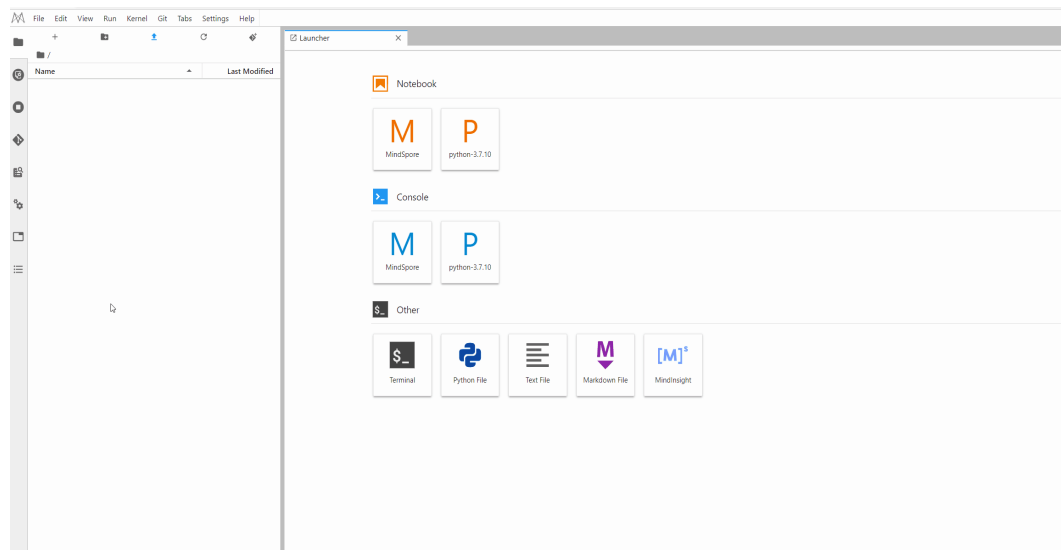 File Edit View Run Kernel Git Tabs Settings Help
Launcher
/
Name Last Modified
Notebook
M P
MindSpore python-3.7.10
Console
M P
MindSpore python-3.7.10
$_ Other
$_ M [M]s
Terminal Python File Text File Markdown File MindInsight